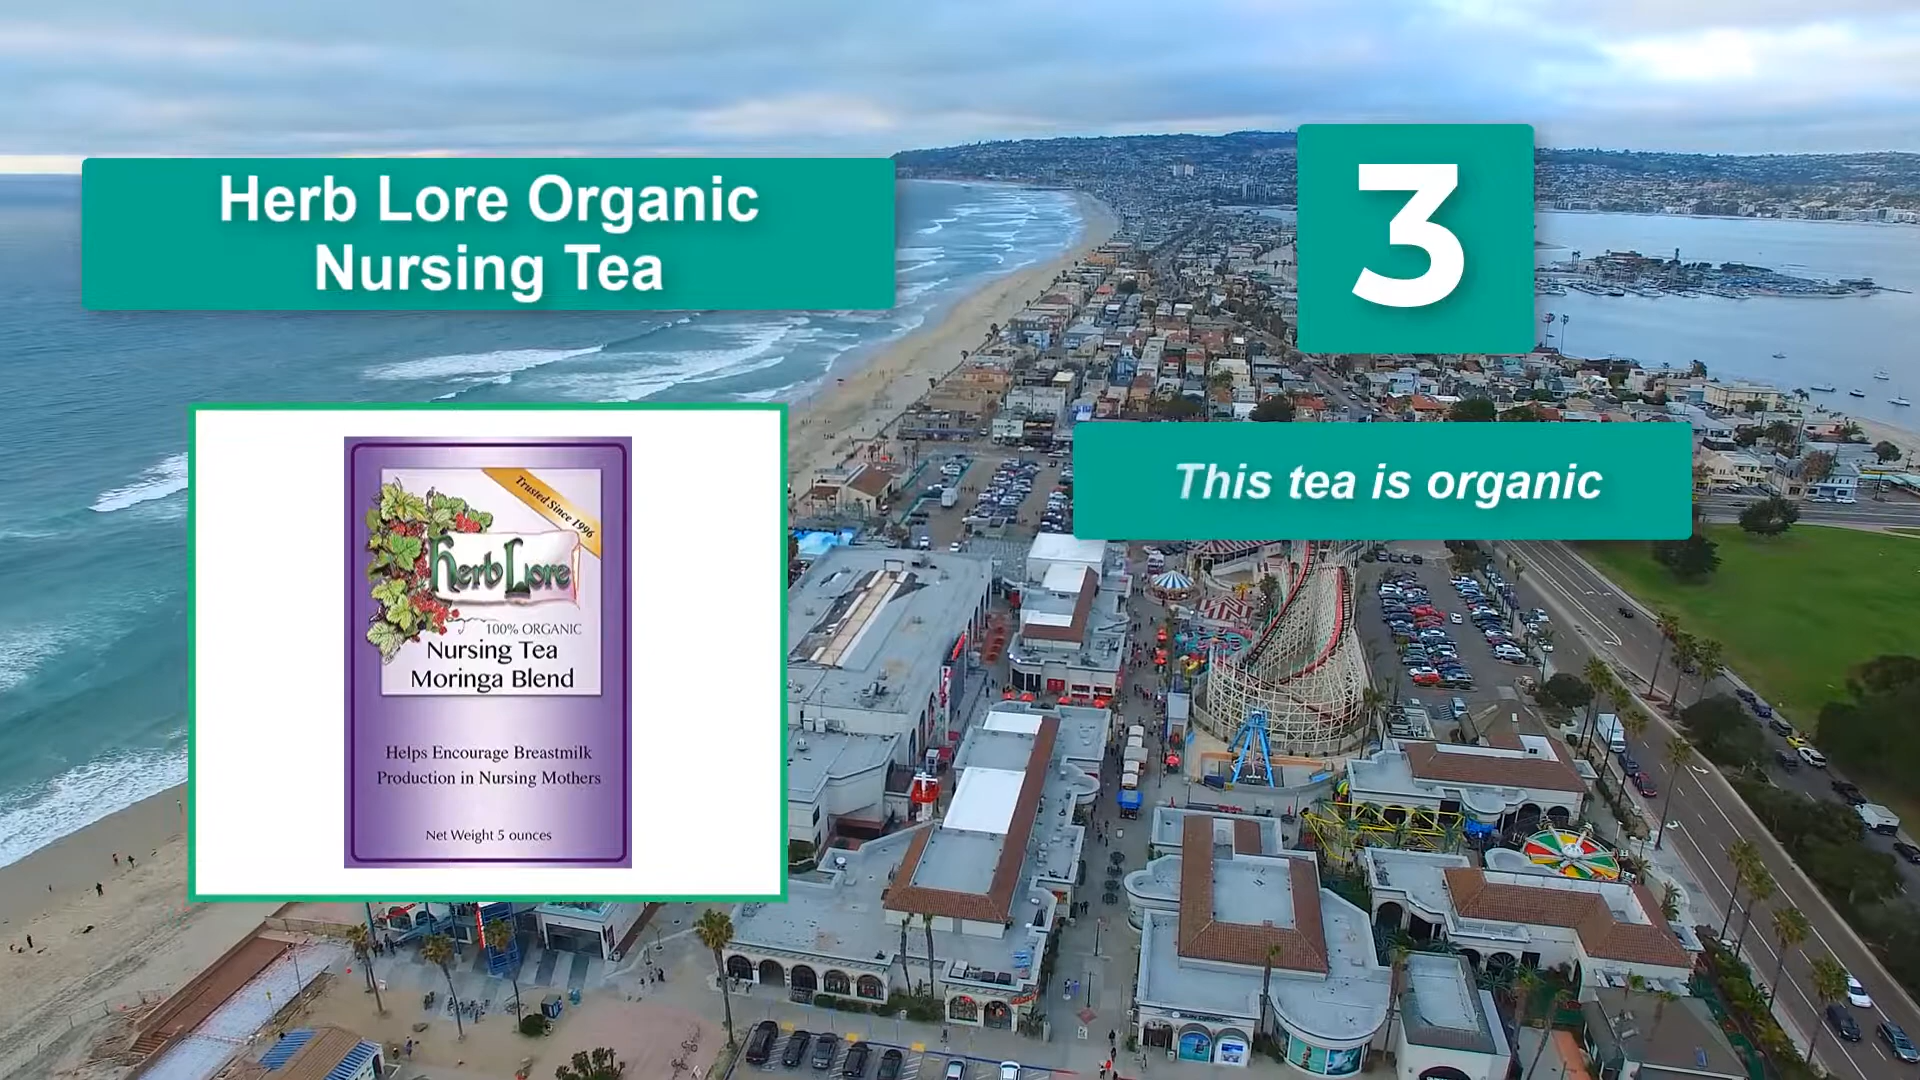 Herb Lore Organic
Nursing Tea
3
This tea is organic
Trusted Since 1996
Herb Lore
100% ORGANIC
Nursing Tea
Moringa Blend
Helps Encourage Breastmilk
Production in Nursing Mothers
Net Weight 5 ounces